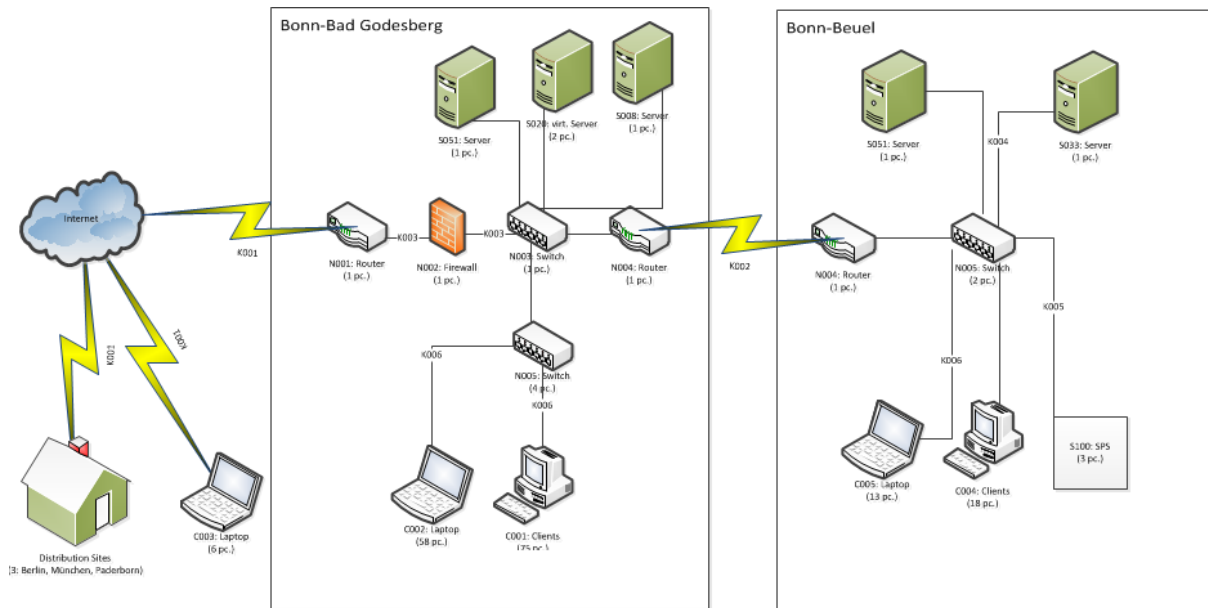 Bonn-Bad Godesberg
S051: Server
(1 pc.)
S020: virt. Server
(2 pc.)
S008: Server
(1 pc.)
Internet
K001
K001
K001
N001: Router
(1 pc.)
K003
N002: Firewall
(1 pc.)
K003
N003: Switch
(1 pc.)
N004: Router
(1 pc.)
K002
N005: Switch
(4 pc.)
K006
K006
C002: Laptop
(58 pc.)
C001: Clients
(75 pc.)
Distribution Sites
(3: Berlin, München, Paderborn)
C003: Laptop
(6 pc.)
Bonn-Beuel
S051: Server
(1 pc.)
K004
S033: Server
(1 pc.)
N004: Router
(1 pc.)
N005: Switch
(2 pc.)
K005
K006
C005: Laptop
(13 pc.)
C004: Clients
(18 pc.)
S100: SPS
(3 pc.)